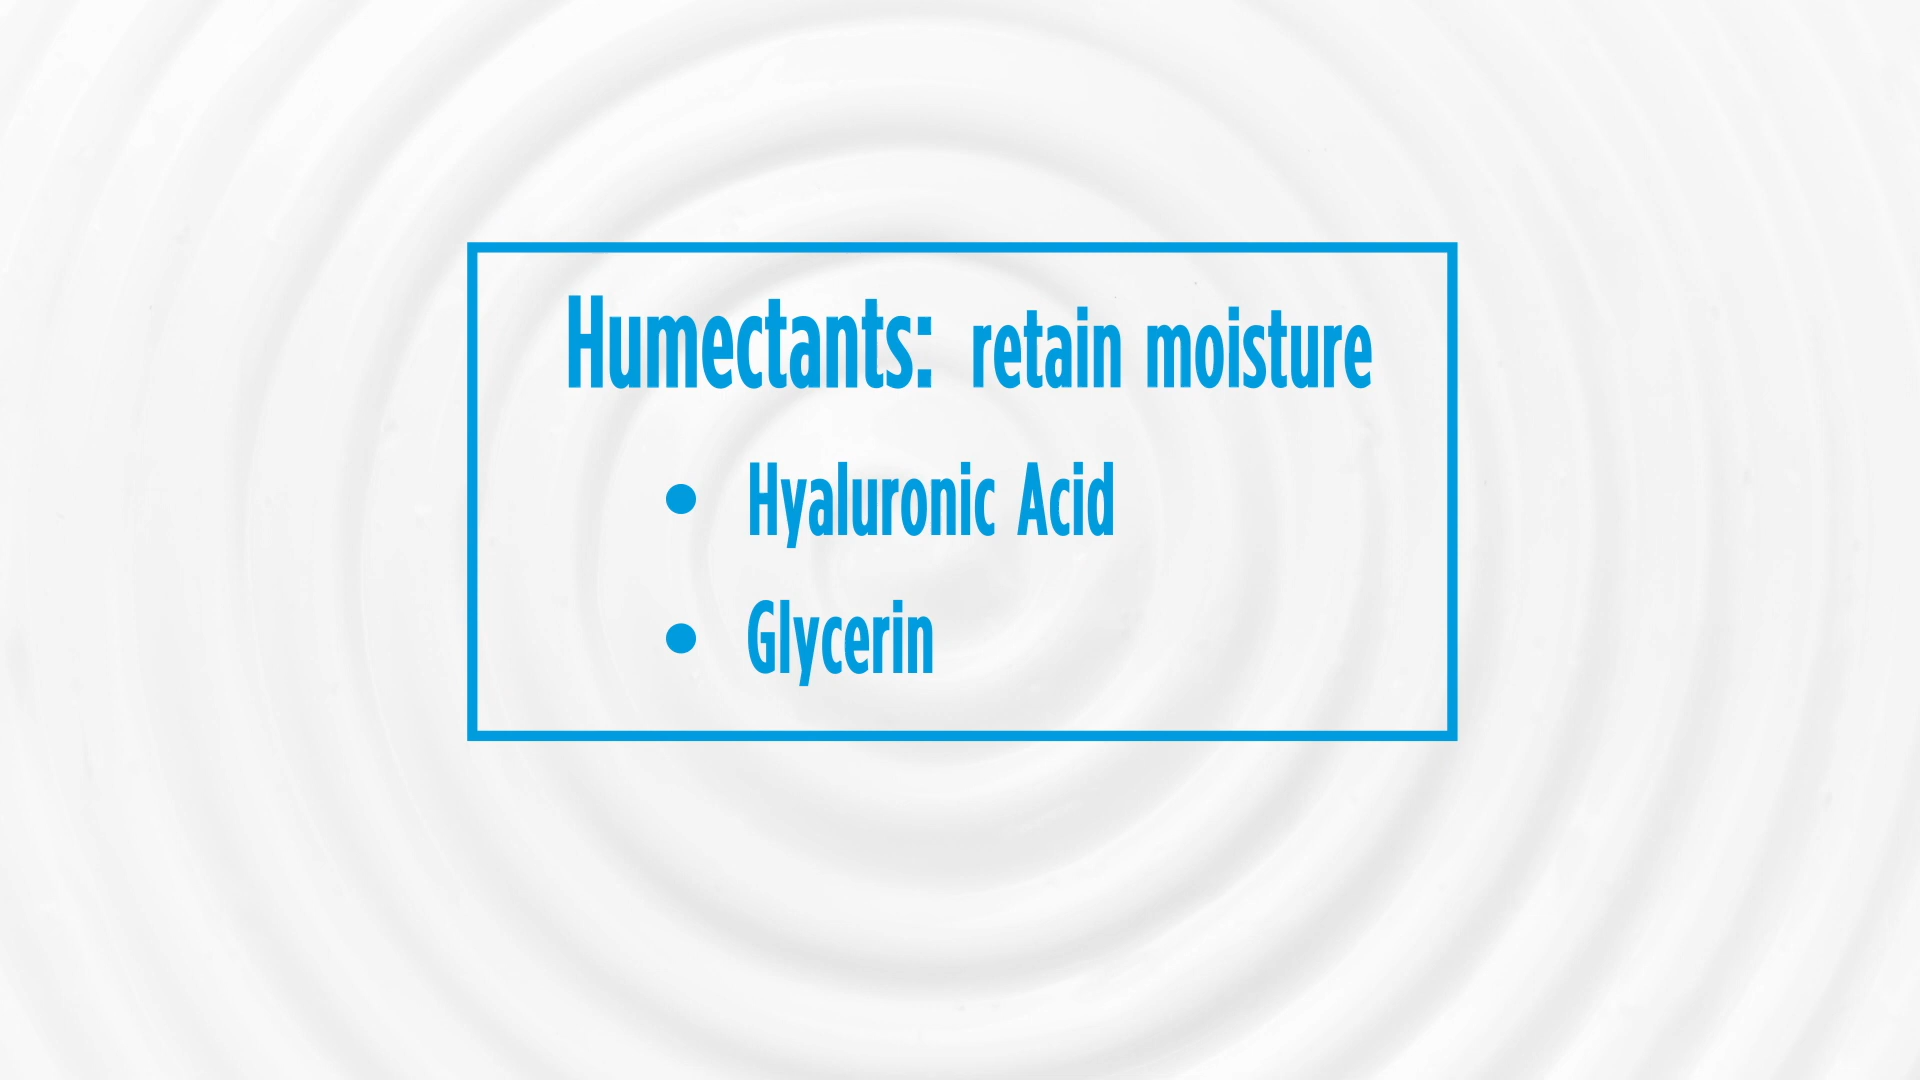 Humectants: retain moisture
• Hyaluronic Acid
• Glycerin